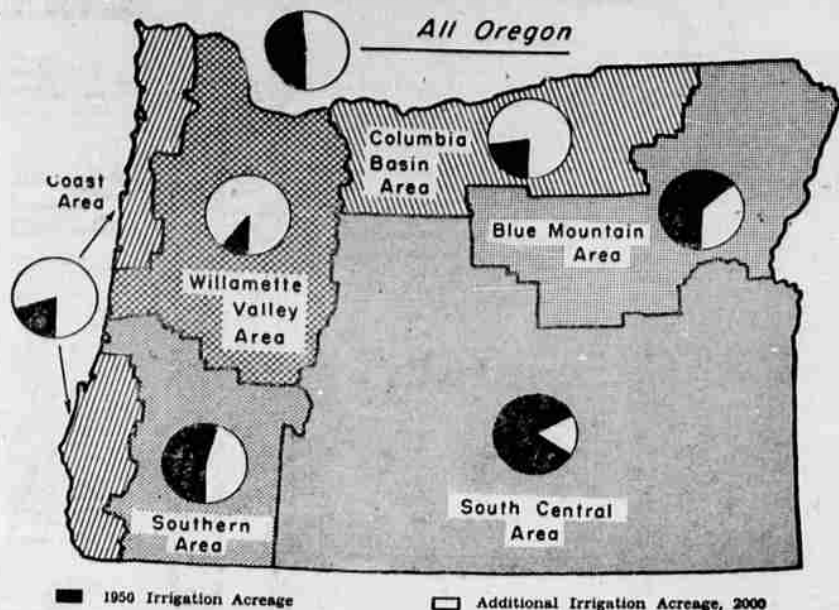 All Oregon
Columbia
Basin
Area
Coast
Area
Blue Mountain
Area
Willamette
Valley
Area
South Central
Area
Southern
Area
1950 Irrigation Acreage
Additional Irrigation Acreage, 2000